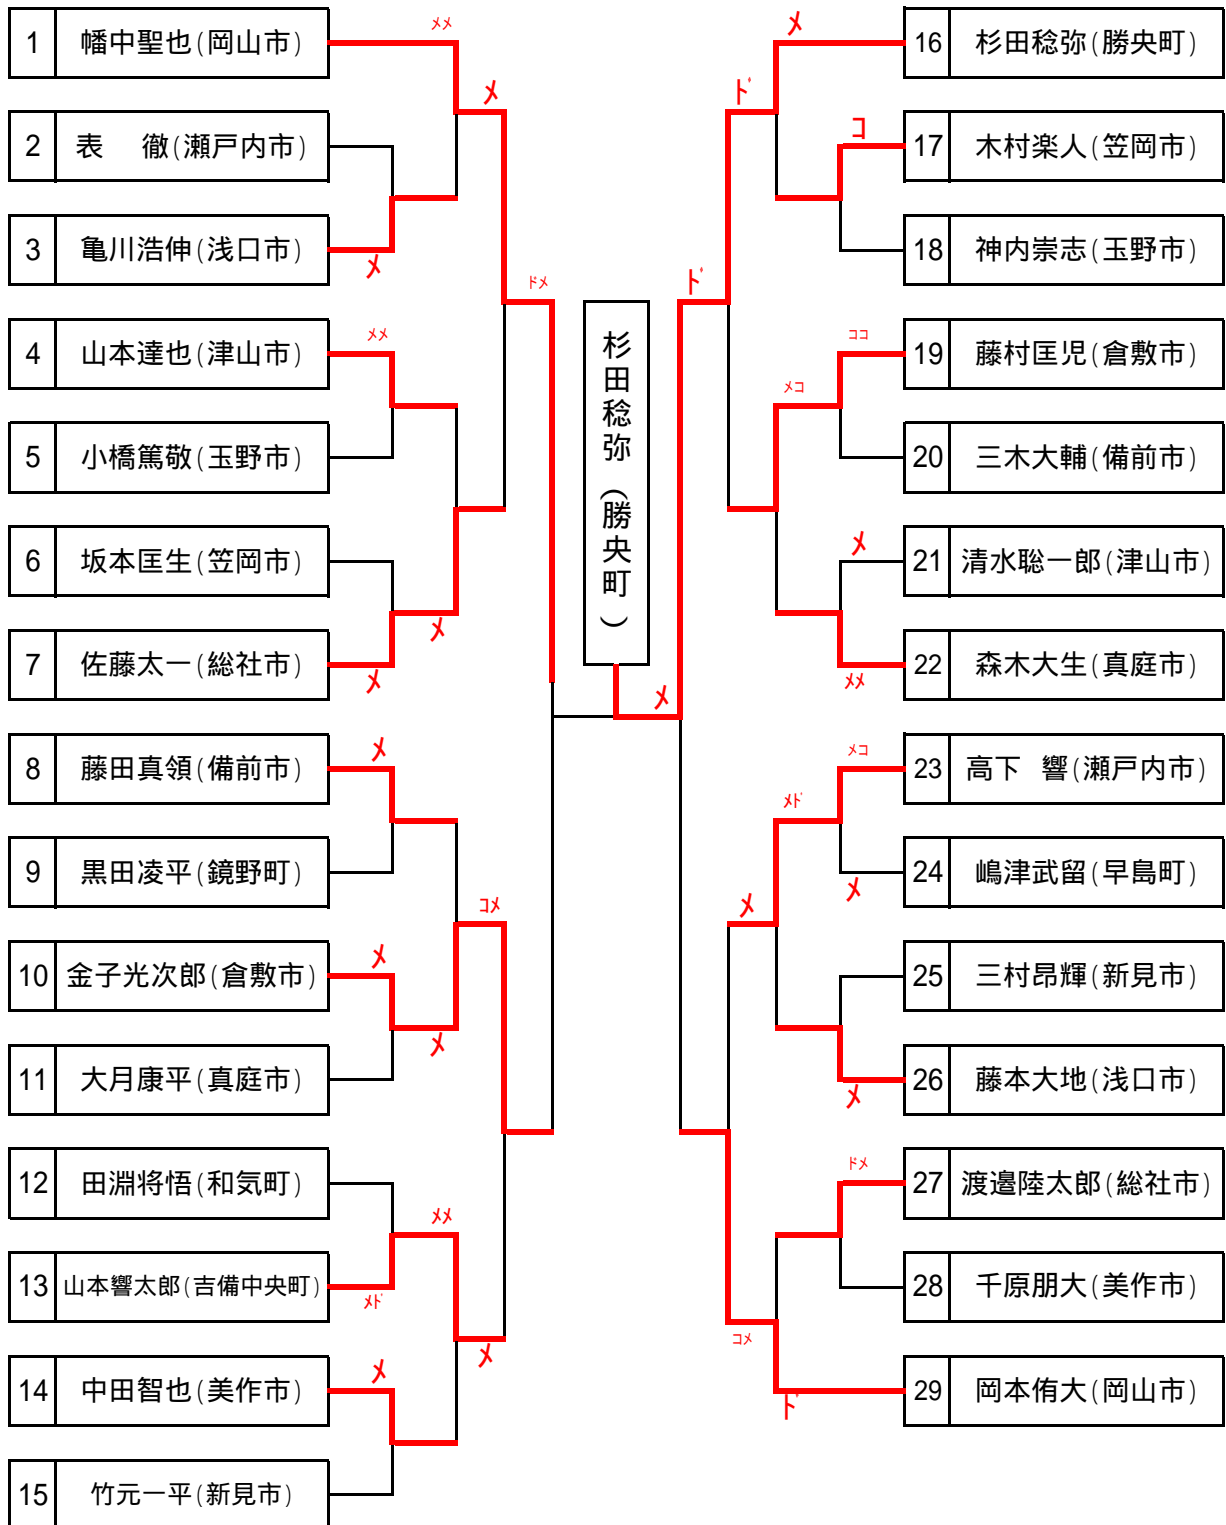 1 幡中聖也(岡山市)
メメ
メ
2 表 徹(瀬戸内市)
3 亀川浩伸(浅口市)
メ
ドメ
4 山本達也(津山市)
メメ
5 小橋篤敬(玉野市)
6 坂本匡生(笠岡市)
メ
7 佐藤太一(総社市)
メ
8 藤田真領(備前市)
メ
9 黒田凌平(鏡野町)
コメ
10 金子光次郎(倉敷市)
メ
メ
11 大月康平(真庭市)
12 田淵将悟(和気町)
メメ
13 山本響太郎(吉備中央町)
メド
メ
14 中田智也(美作市)
メ
15 竹元一平(新見市)
杉田稔弥(勝央町)
メ
メ
16 杉田稔弥(勝央町)
ド
コ
17 木村楽人(笠岡市)
18 神内崇志(玉野市)
ド
ココ
19 藤村匡児(倉敷市)
メコ
20 三木大輔(備前市)
メ
21 清水聡一郎(津山市)
22 森木大生(真庭市)
メメ
メコ
23 高下 響(瀬戸内市)
メド
24 嶋津武留(早島町)
メ
メ
25 三村昂輝(新見市)
26 藤本大地(浅口市)
メ
ドメ
27 渡邉陸太郎(総社市)
28 千原朋大(美作市)
コメ
29 岡本侑大(岡山市)
ド